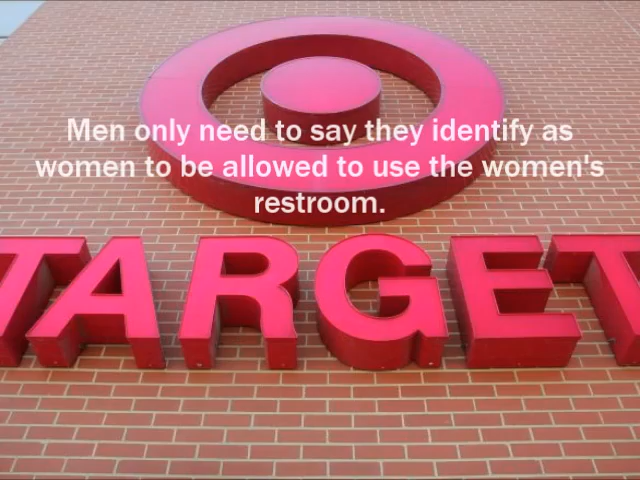 Men only need to say they identify as
women to be allowed to use the women's
restroom.
TARGET